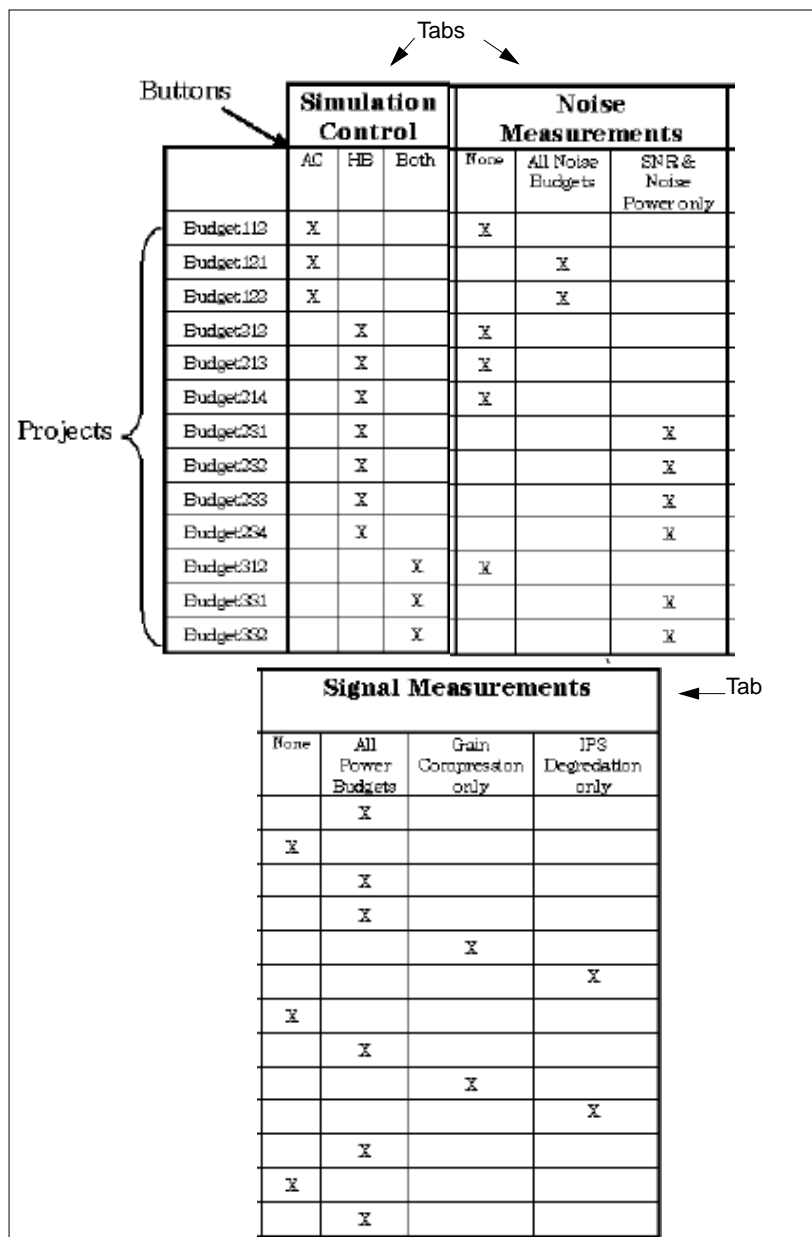 Tabs
Buttons
Simulation Control
Noise Measurements
AC HB Both None All Noise Budgets SNR & Noise Power only
Projects
Budget112 X X
Budget121 X X
Budget122 X X
Budget212 X X
Budget213 X X
Budget214 X X
Budget231 X X
Budget232 X X
Budget233 X X
Budget234 X X
Budget312 X X
Budget331 X X
Budget332 X X
Signal Measurements
Tab
None All Power Budgets Gain Compression only IP3 Degredation only
X
X
X
X
X
X
X
X
X
X
X
X
X